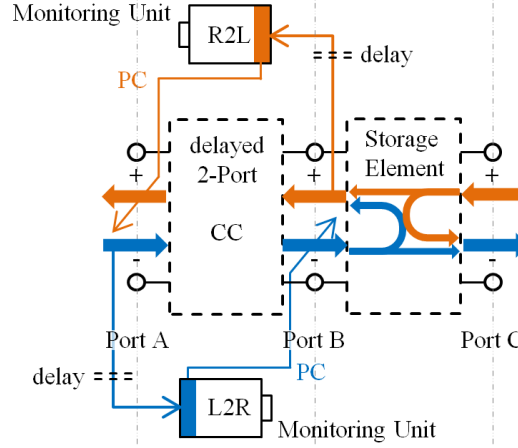 Monitoring Unit
R2L
delay
PC
delayed
2-Port
CC
Storage
Element
+
+
+
-
-
-
Port A
Port B
Port C
delay
PC
L2R
Monitoring Unit